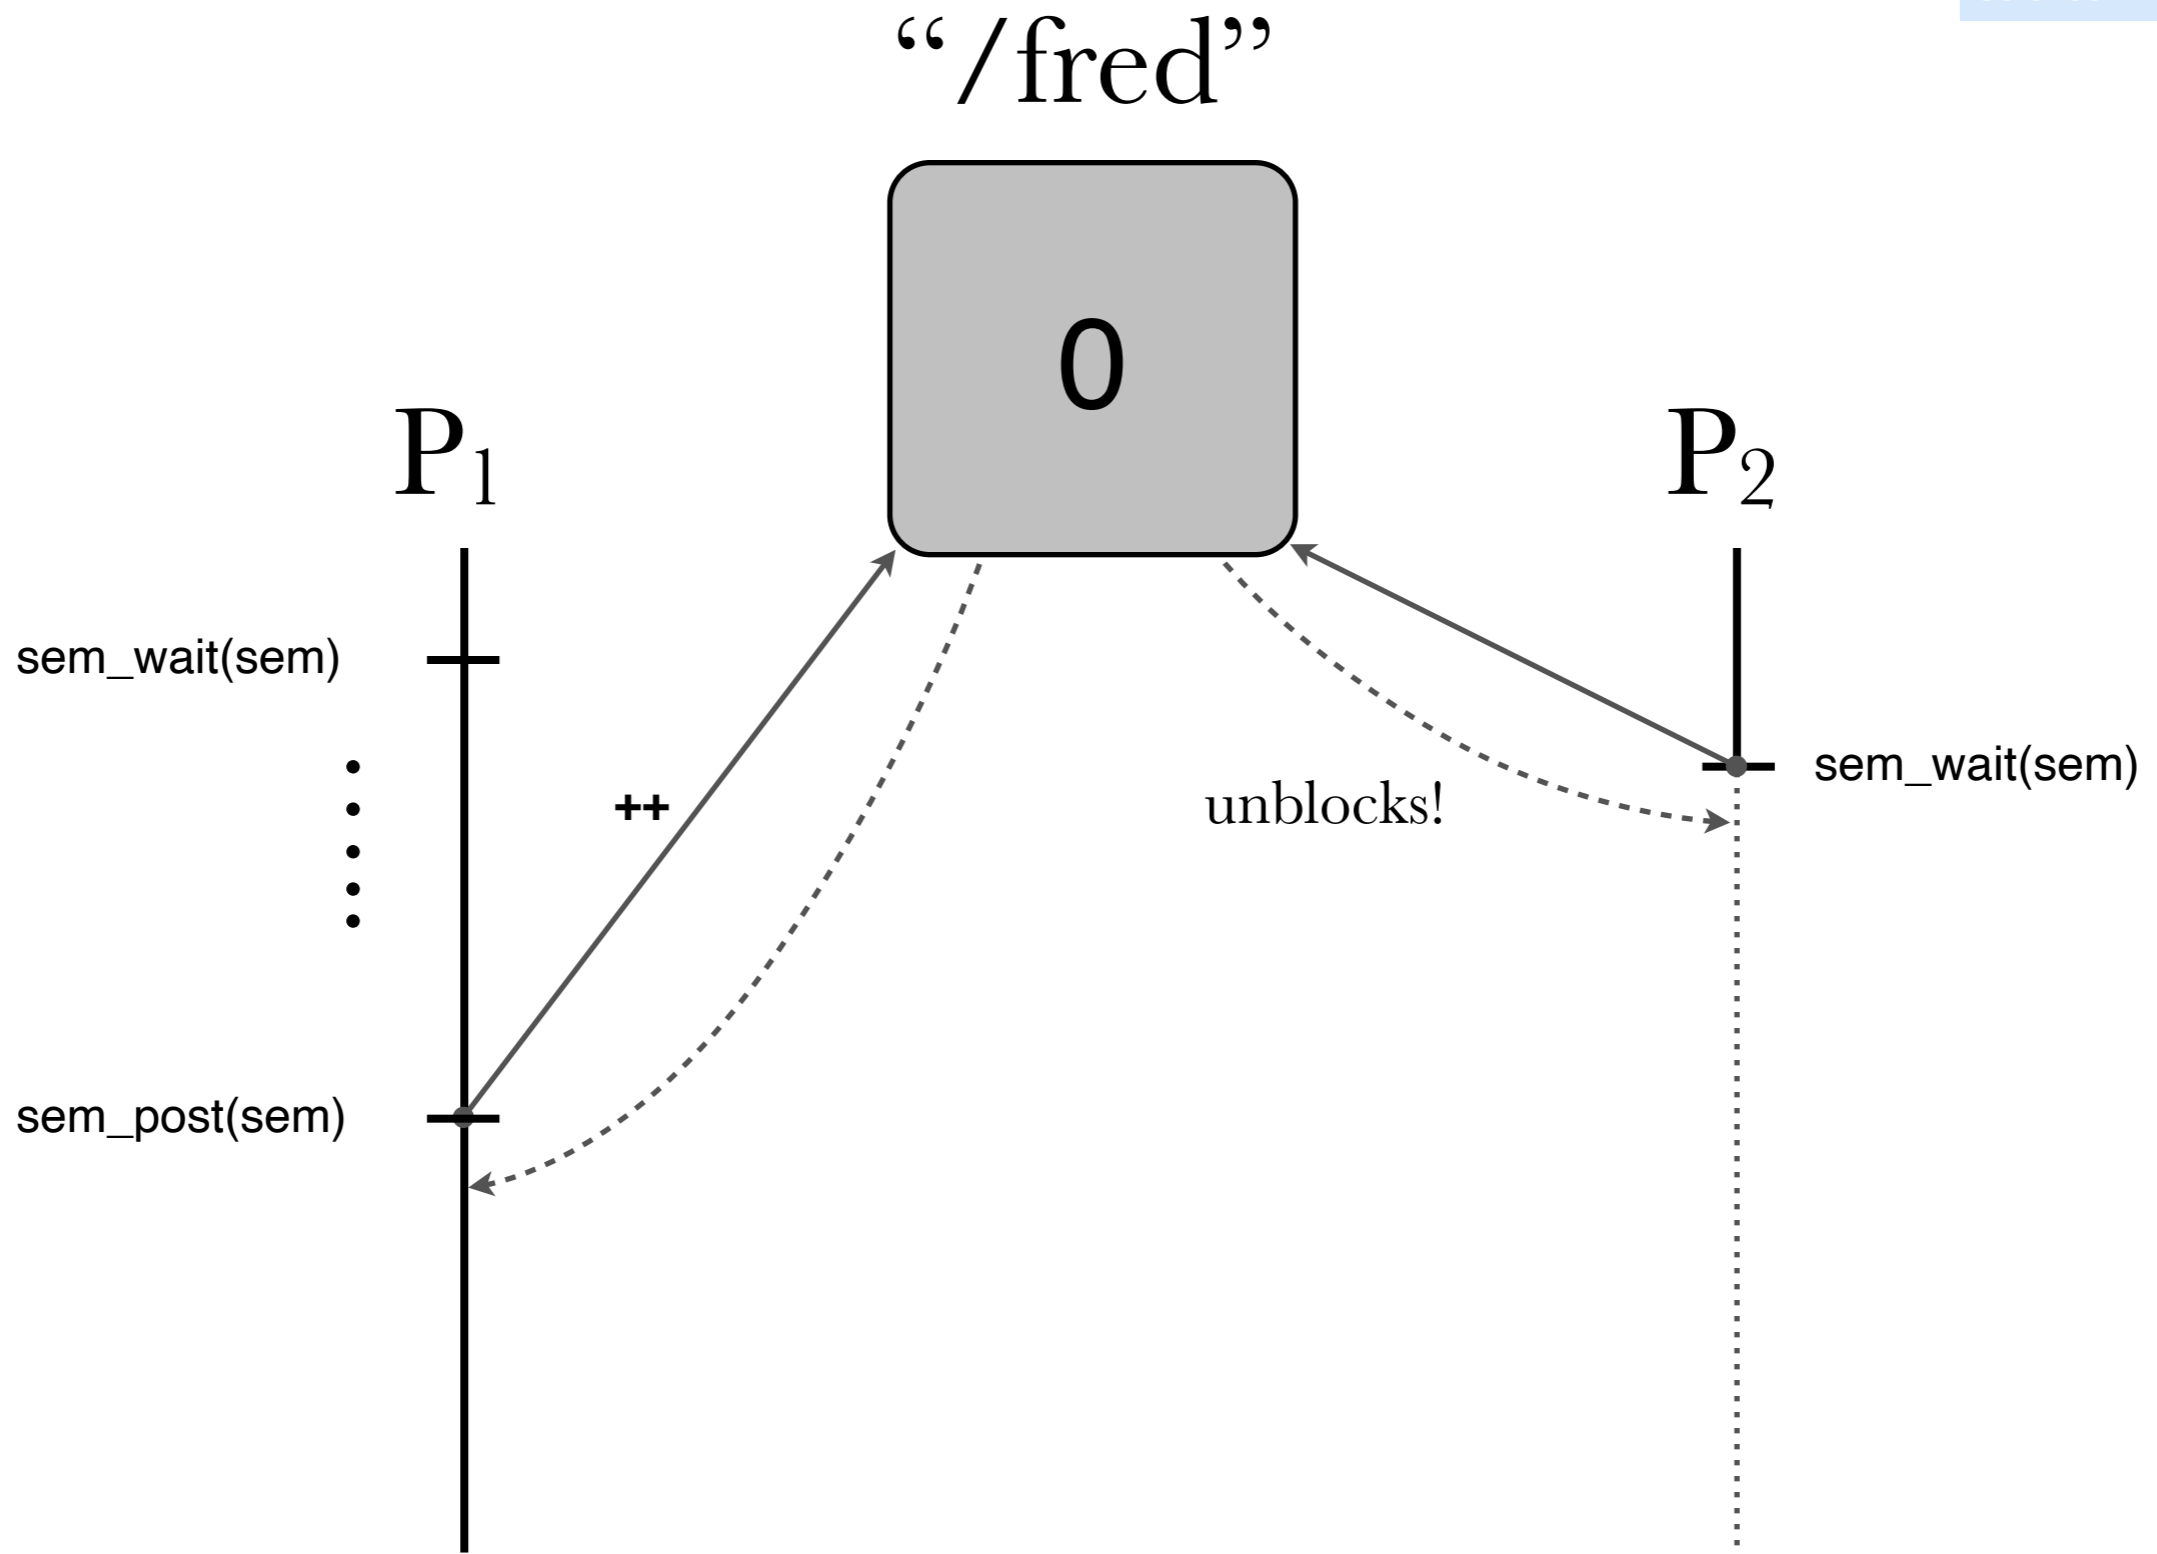 “/fred”
0
P1
P2
sem_wait(sem)
sem_wait(sem)
++
unblocks!
sem_post(sem)